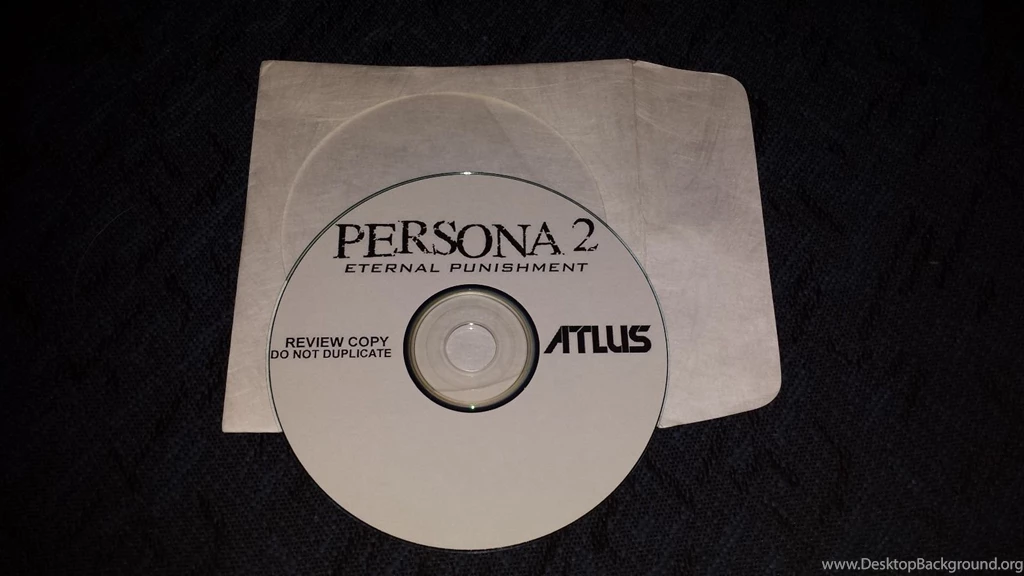 PERSONA 2
ETERNAL PUNISHMENT
REVIEW COPY
DO NOT DUPLICATE
ATLUS
www.DesktopBackground.org